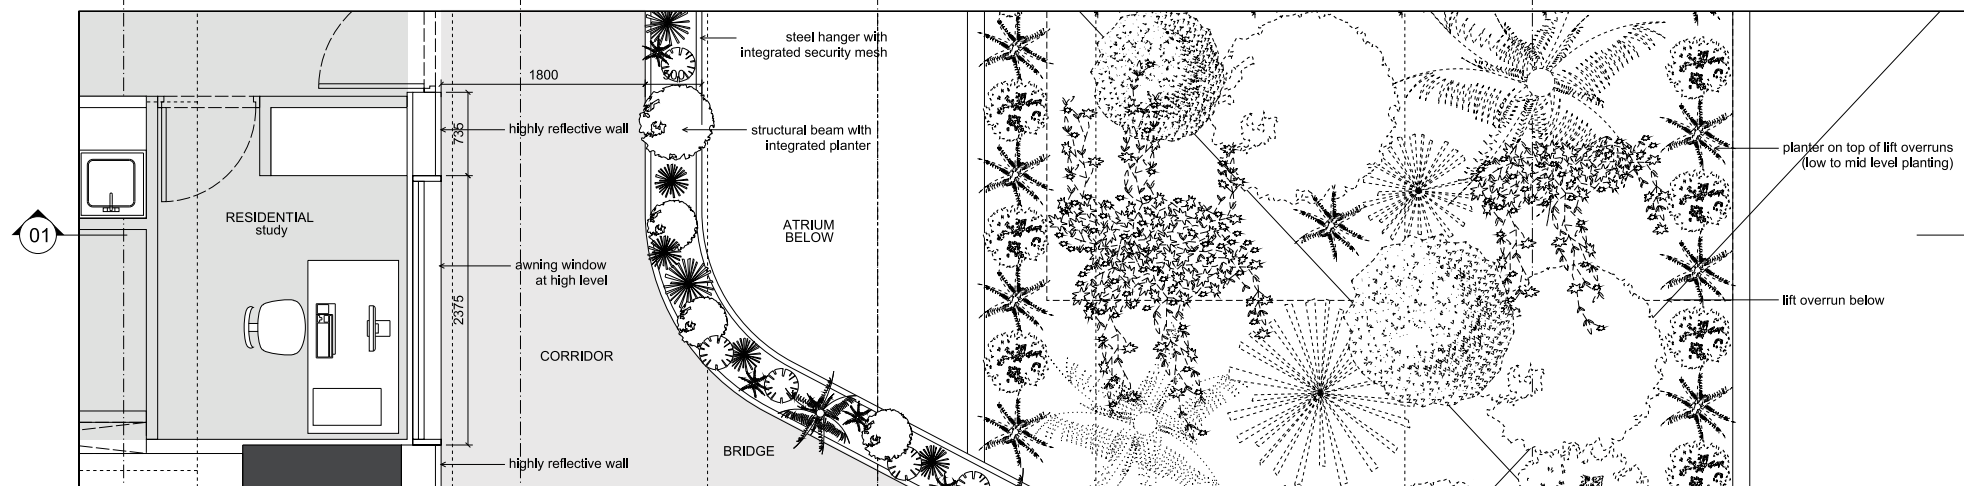 steel hanger with
integrated security mesh
1800
500
highly reflective wall
735
structural beam with
integrated planter
planter on top of lift overruns
(low to mid level planting)
RESIDENTIAL
study
ATRIUM
BELOW
01
awning window
at high level
2375
lift overrun below
CORRIDOR
BRIDGE
highly reflective wall